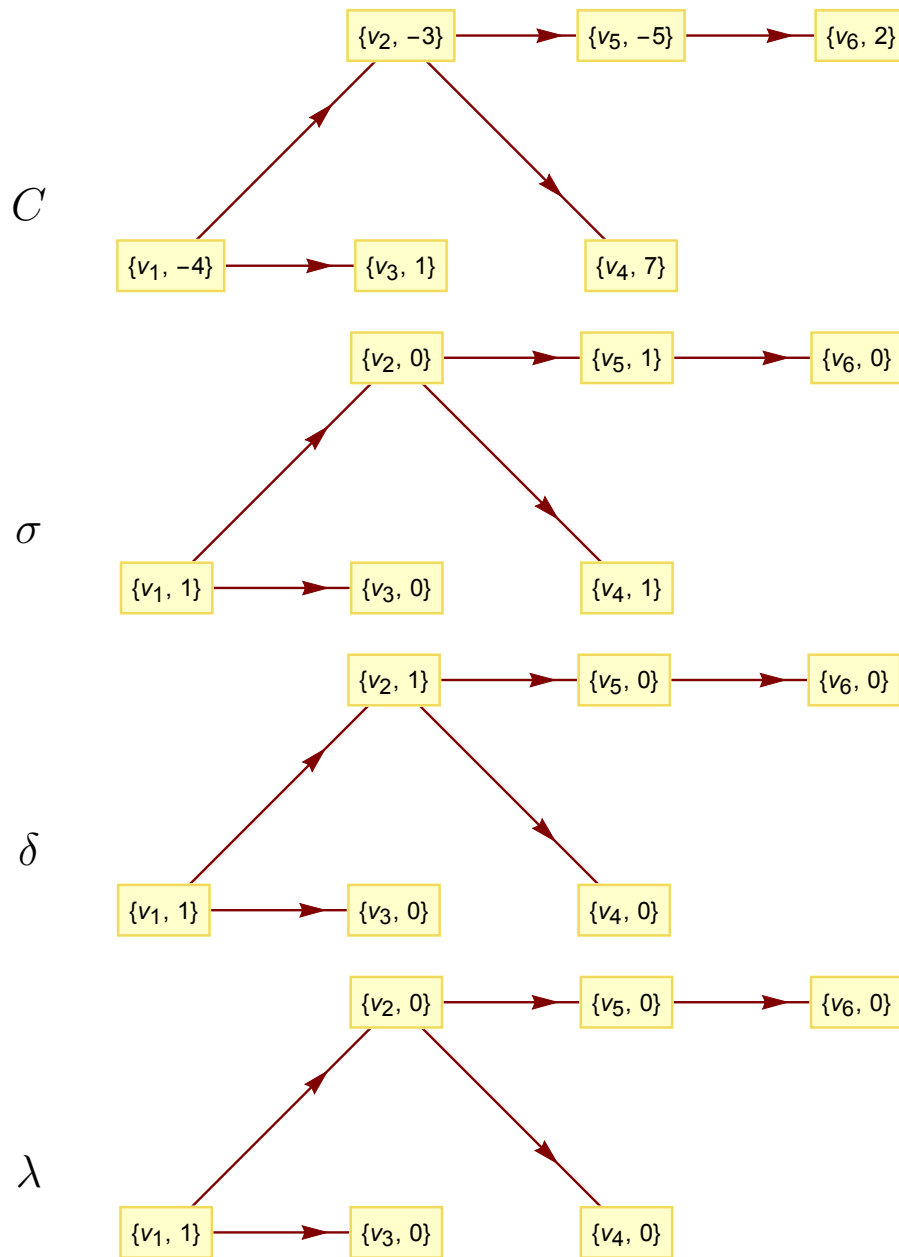 {v2, −3} {v5, −5} {v6, 2}
C
{v1, −4} {v3, 1} {v4, 7}
{v2, 0} {v5, 1} {v6, 0}
σ
{v1, 1} {v3, 0} {v4, 1}
{v2, 1} {v5, 0} {v6, 0}
δ
{v1, 1} {v3, 0} {v4, 0}
{v2, 0} {v5, 0} {v6, 0}
λ
{v1, 1} {v3, 0} {v4, 0}